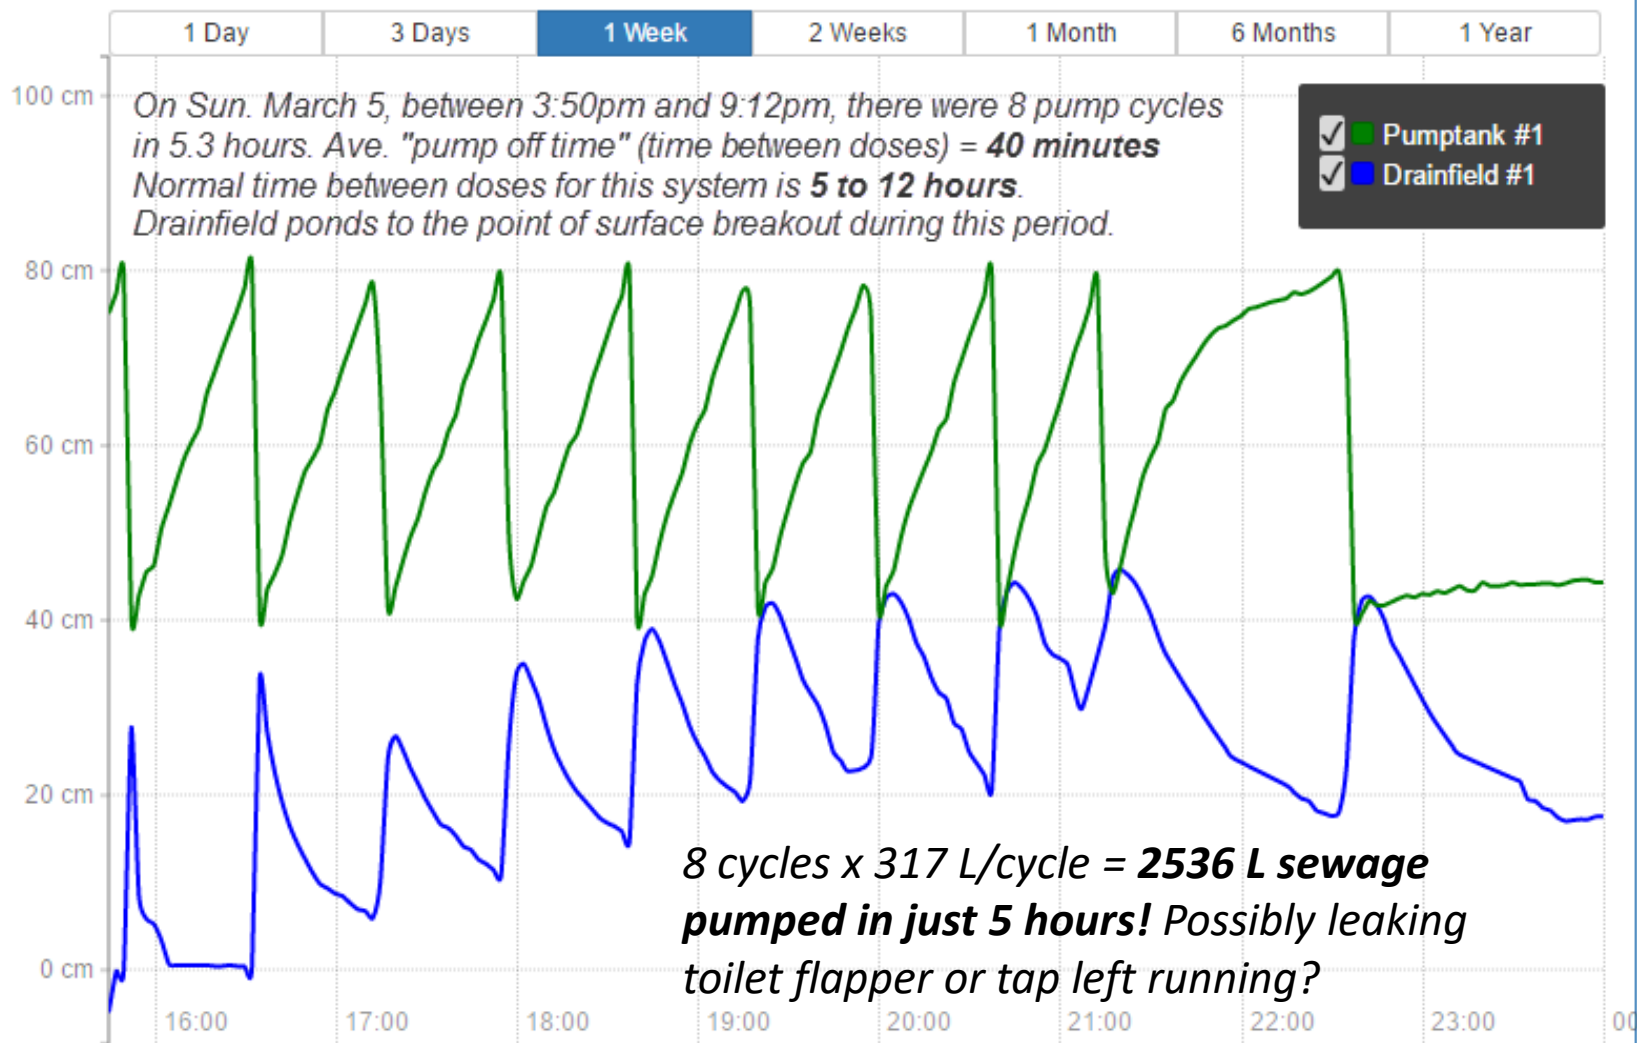 1 Day 3 Days 1 Week 2 Weeks 1 Month 6 Months 1 Year
100 cm
On Sun. March 5, between 3:50pm and 9:12pm, there were 8 pump cycles
in 5.3 hours. Ave. "pump off time" (time between doses) = 40 minutes
Normal time between doses for this system is 5 to 12 hours.
Drainfield ponds to the point of surface breakout during this period.
Pumptank #1
Drainfield #1
80 cm
60 cm
40 cm
20 cm
0 cm
8 cycles x 317 L/cycle = 2536 L sewage
pumped in just 5 hours! Possibly leaking
toilet flapper or tap left running?
16:00 17:00 18:00 19:00 20:00 21:00 22:00 23:00 00